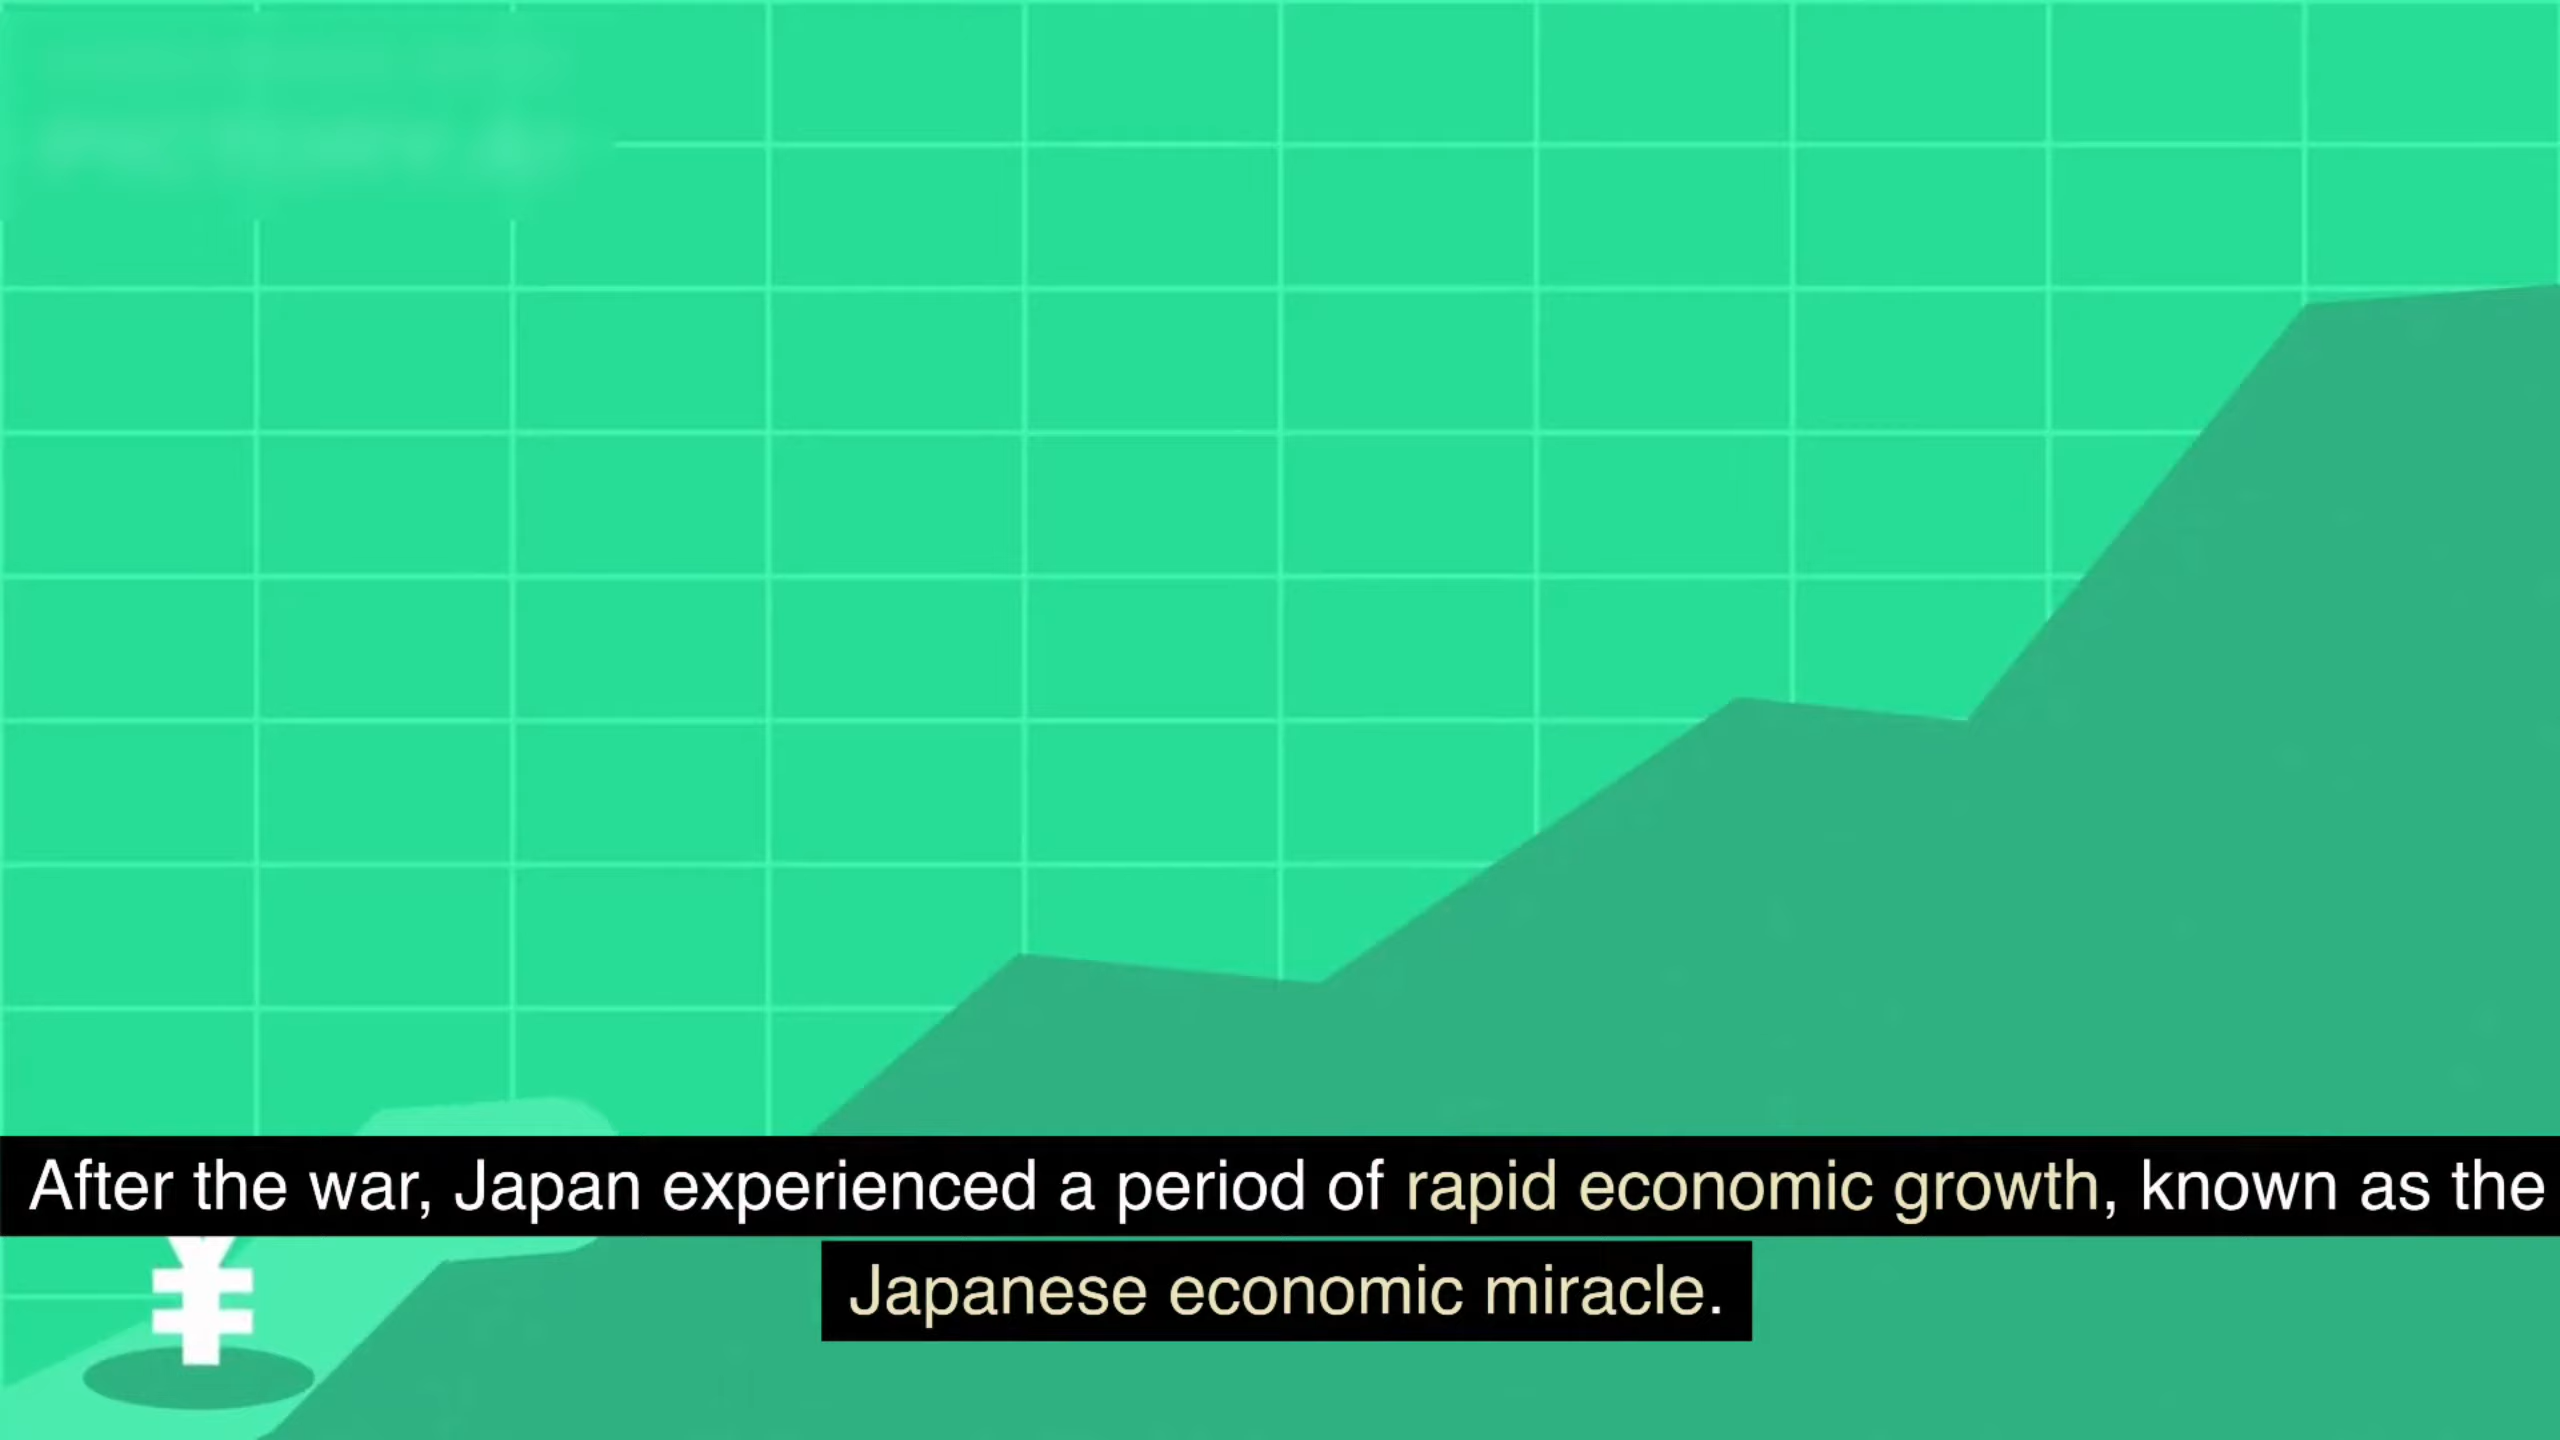 After the war, Japan experienced a period of rapid economic growth, known as the
Japanese economic miracle.
¥